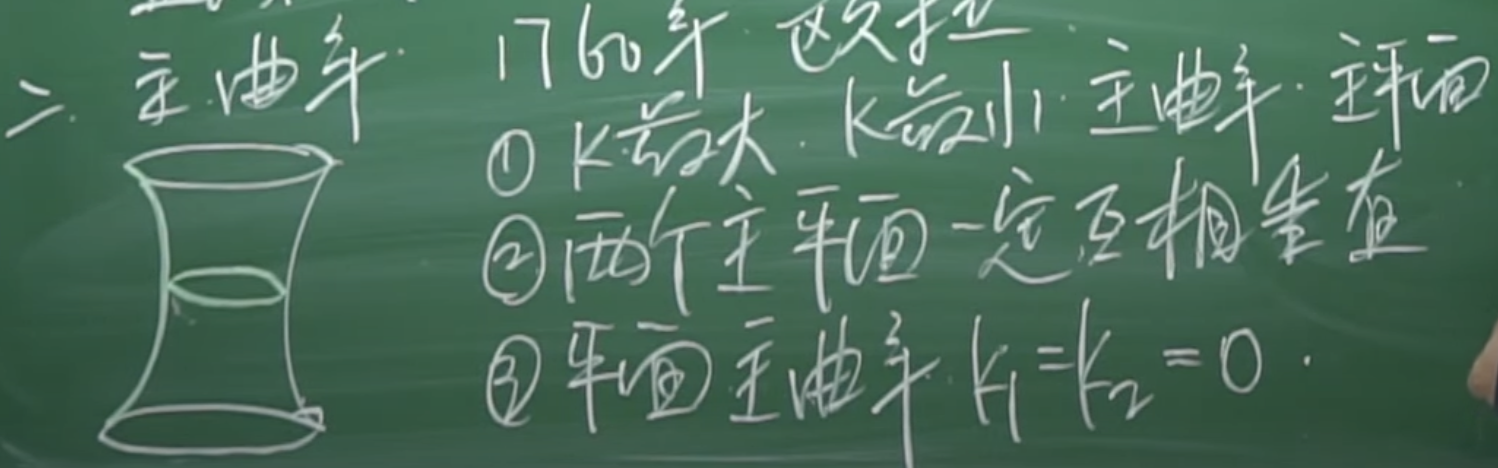 二. 主曲率. 1760年. 欧拉.
① K最大. K最小. 主曲率. 主平面
② 两个主平面一定互相垂直
③ 平面主曲率 k₁=k₂=0.